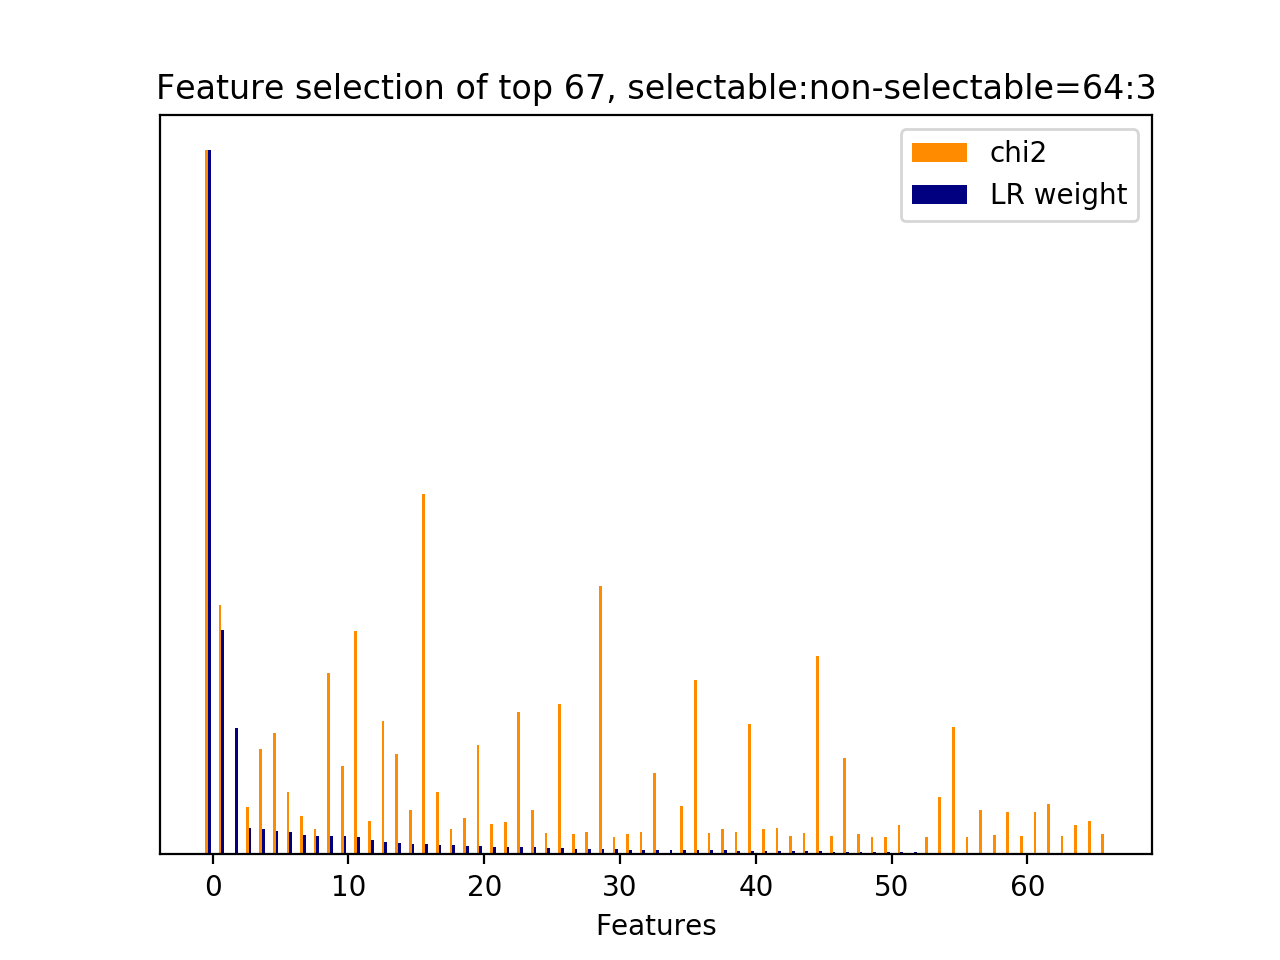 Feature selection of top 67, selectable:non-selectable=64:3
chi2
LR weight
0 10 20 30 40 50 60
Features